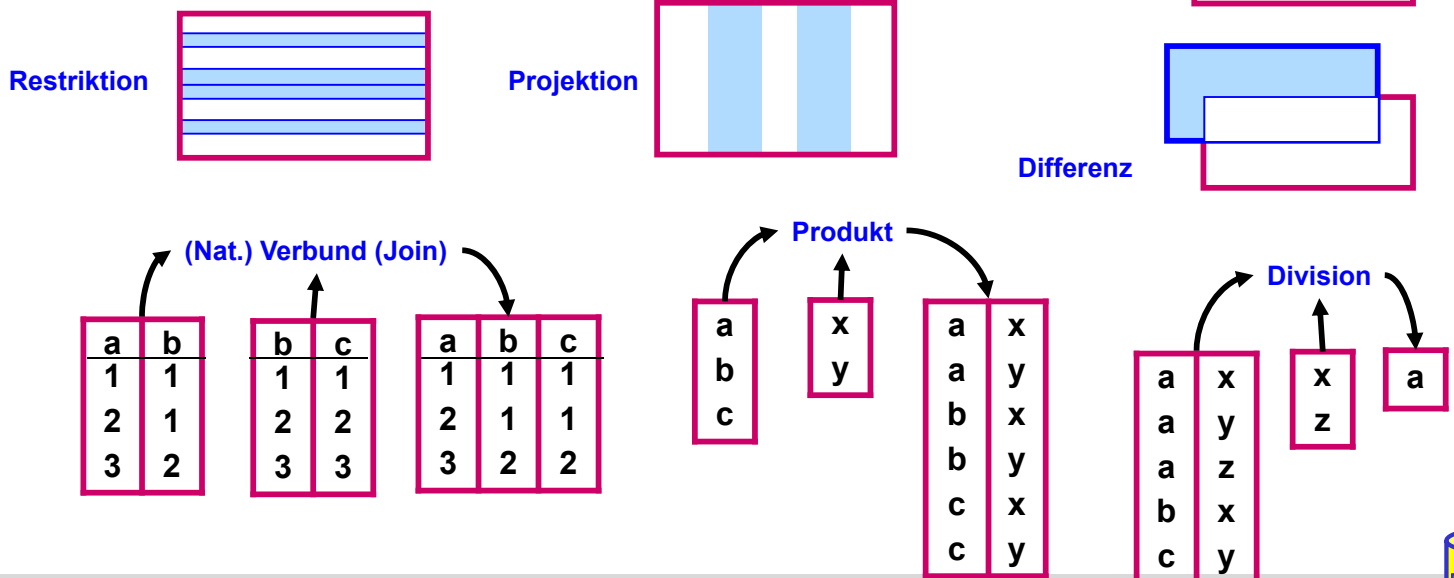 Restriktion
Projektion
Differenz
(Nat.) Verbund (Join)
a b
1 1
2 1
3 2
b c
1 1
2 2
3 3
a b c
1 1 1
2 1 1
3 2 2
Produkt
a
b
c
x
y
a x
a y
b x
b y
c x
c y
Division
a x
a y
a z
b x
c y
x
z
a